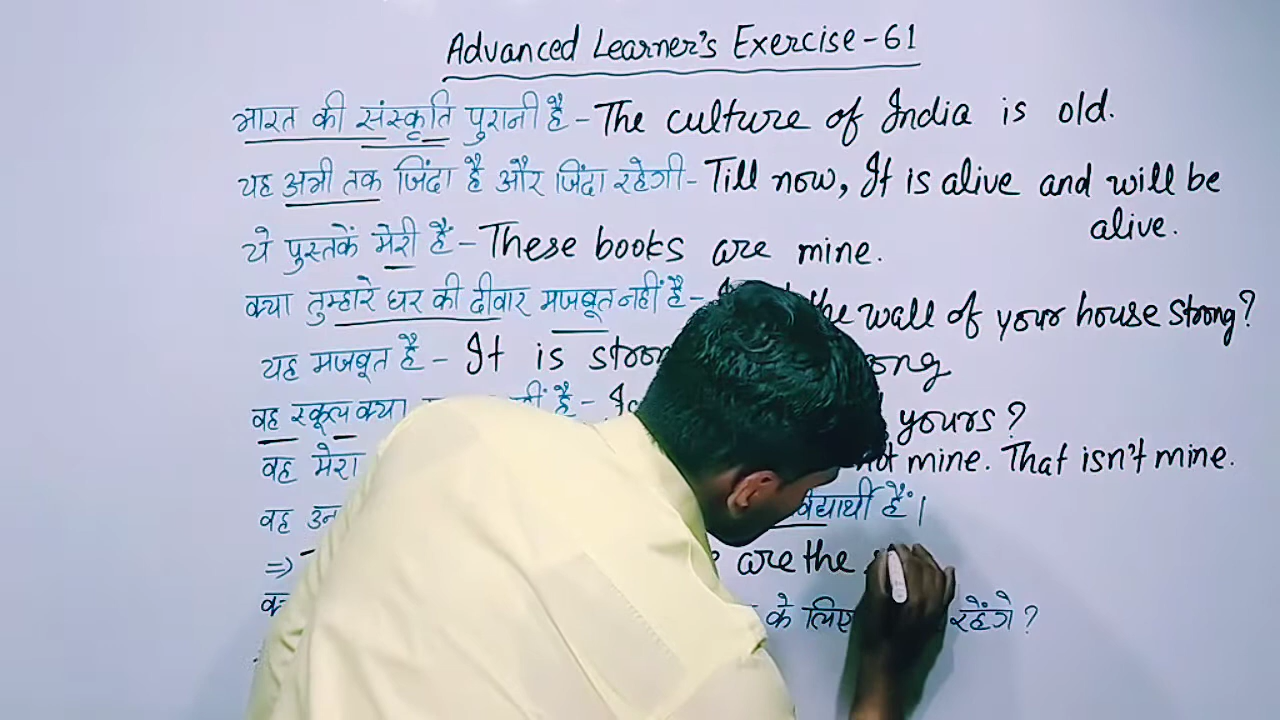 Advanced Learner's Exercise-61
भारत की संस्कृति पुरानी है - The culture of India is old.
यह अभी तक जिंदा है और जिंदा रहेगी - Till now, It is alive and will be
alive.
ये पुस्तकें मेरी हैं - These books are mine.
क्या तुम्हारे घर की दीवार मजबूत नहीं है - the wall of your house strong?
यह मजबूत है - It is
वह स्कूल क्या है - yours?
वह मेरा not mine. That isn't mine.
वह विद्यार्थी हैं।
⇒ are the
के लिए रहेंगे?